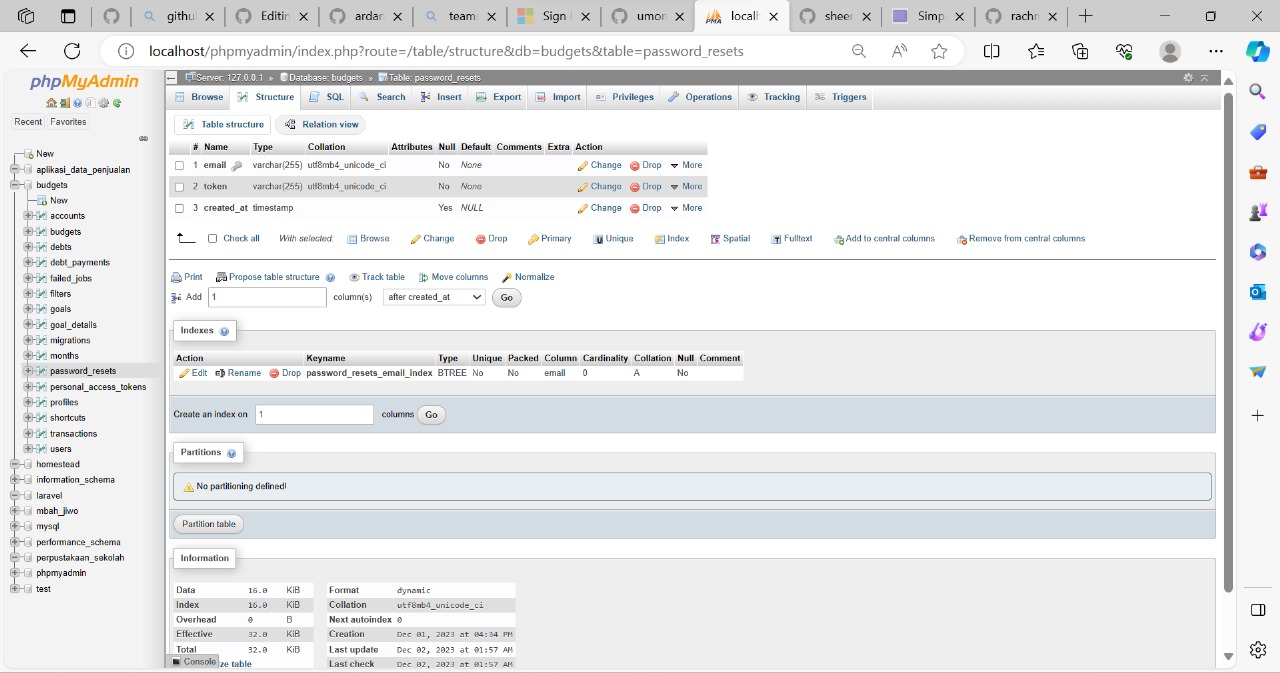 githu
Editin
ardan
team
Sign
umor
localh
sheer
Simp
rachn
localhost/phpmyadmin/index.php?route=/table/structure&db=budgets&table=password_resets
phpMyAdmin
Recent Favorites
New
aplikasi_data_penjualan
budgets
New
accounts
budgets
debts
debt_payments
failed_jobs
filters
goals
goal_details
migrations
months
password_resets
personal_access_tokens
profiles
shortcuts
transactions
users
homestead
information_schema
laravel
mbah_jiwo
mysql
performance_schema
perpustakaan_sekolah
phpmyadmin
test
Server: 127.0.0.1 » Database: budgets » Table: password_resets
Browse Structure SQL Search Insert Export Import Privileges Operations Tracking Triggers
Table structure Relation view
# Name Type Collation Attributes Null Default Comments Extra Action
1 email varchar(255) utf8mb4_unicode_ci No None Change Drop More
2 token varchar(255) utf8mb4_unicode_ci No None Change Drop More
3 created_at timestamp Yes NULL Change Drop More
Check all With selected: Browse Change Drop Primary Unique Index Spatial Fulltext Add to central columns Remove from central columns
Print Propose table structure Track table Move columns Normalize
Add 1 column(s) after created_at Go
Indexes
Action Keyname Type Unique Packed Column Cardinality Collation Null Comment
Edit Rename Drop password_resets_email_index BTREE No No email 0 A No
Create an index on 1 columns Go
Partitions
No partitioning defined!
Partition table
Information
Data 16.0 KiB
Index 16.0 KiB
Overhead 0 B
Effective 32.0 KiB
Total 32.0 KiB
Format dynamic
Collation utf8mb4_unicode_ci
Next autoindex 0
Creation Dec 01, 2023 at 04:34 PM
Last update Dec 02, 2023 at 01:57 AM
Last check Dec 02, 2023 at 01:57 AM
Console
ze table